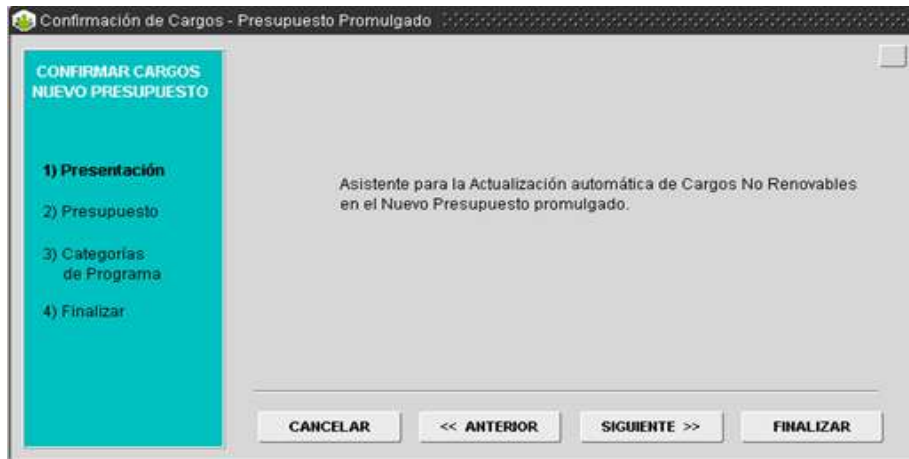 Confirmación de Cargos - Presupuesto Promulgado
CONFIRMAR CARGOS
NUEVO PRESUPUESTO
1) Presentación
2) Presupuesto
3) Categorías
de Programa
4) Finalizar
Asistente para la Actualización automática de Cargos No Renovables
en el Nuevo Presupuesto promulgado.
CANCELAR
<< ANTERIOR
SIGUIENTE >>
FINALIZAR